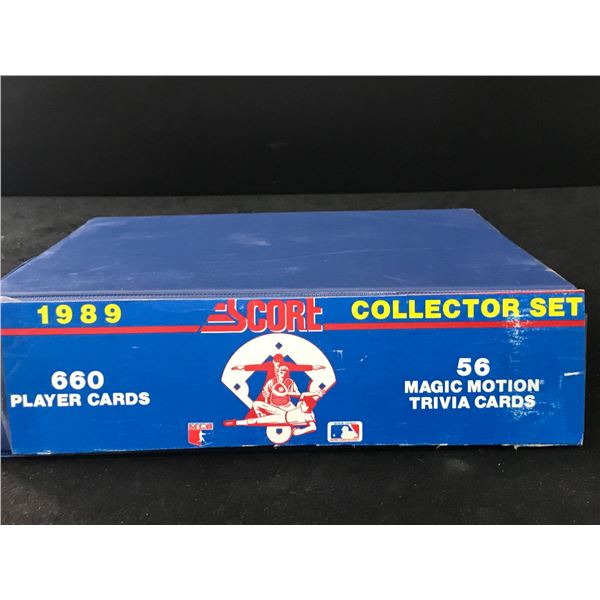 1989
SCORE
COLLECTOR SET
660
PLAYER CARDS
56
MAGIC MOTION®
TRIVIA CARDS